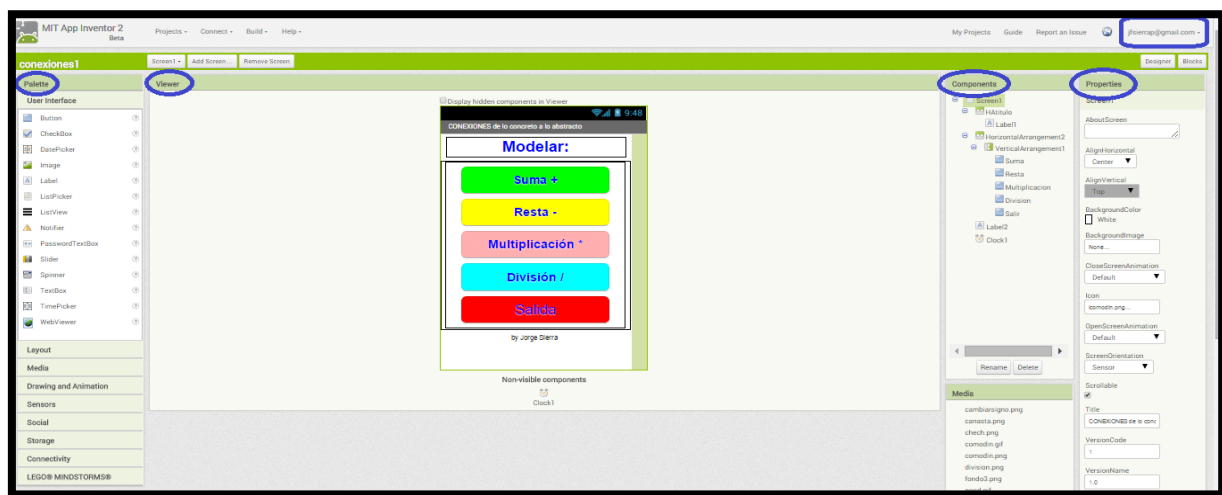 MIT App Inventor 2
Beta
Projects Connect Build Help
My Projects Guide Report an Issue jfsierrap@gmail.com
conexiones1
Screen1 Add Screen... Remove Screen
Designer Blocks
Palette
User Interface
Button
CheckBox
DatePicker
Image
Label
ListPicker
ListView
Notifier
PasswordTextBox
Slider
Spinner
TextBox
TimePicker
WebViewer
Layout
Media
Drawing and Animation
Sensors
Social
Storage
Connectivity
LEGO® MINDSTORMS®
Viewer
Display hidden components in Viewer
9:48
CONEXIONES de lo concreto a lo abstracto
Modelar:
Suma +
Resta -
Multiplicación *
División /
Salida
by Jorge Sierra
Non-visible components
Clock1
Components
Screen1
HAtitulo
Label1
HorizontalArrangement2
VerticalArrangement1
Suma
Resta
Multiplicacion
Division
Salir
Label2
Clock1
Rename Delete
Media
cambiarsigno.png
canasta.png
chech.png
comodin.gif
comodin.png
division.png
fondo3.png
Properties
Screen1
AboutScreen
AlignHorizontal
Center
AlignVertical
Top
BackgroundColor
White
BackgroundImage
None...
CloseScreenAnimation
Default
Icon
icomodin.png...
OpenScreenAnimation
Default
ScreenOrientation
Sensor
Scrollable
Title
CONEXIONES de lo conc
VersionCode
1
VersionName
1.0